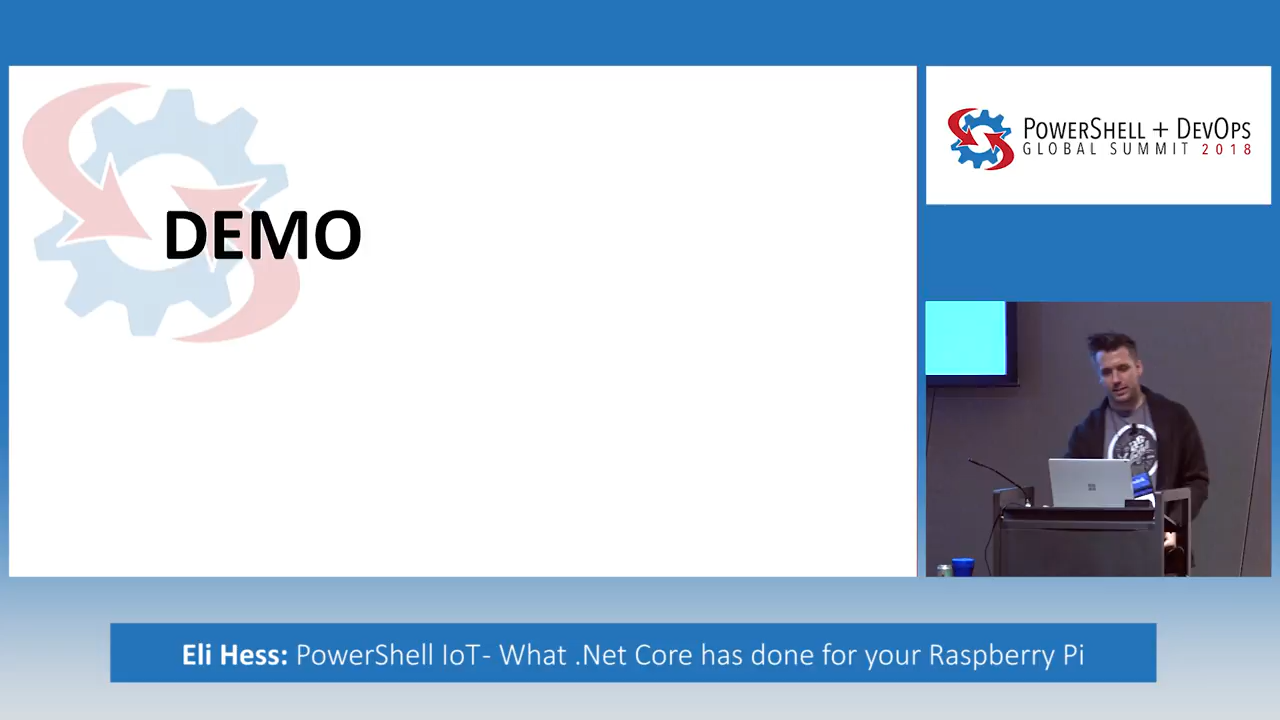 DEMO
POWERSHELL + DEVOPS
GLOBAL SUMMIT 2018
Eli Hess: PowerShell IoT- What .Net Core has done for your Raspberry Pi